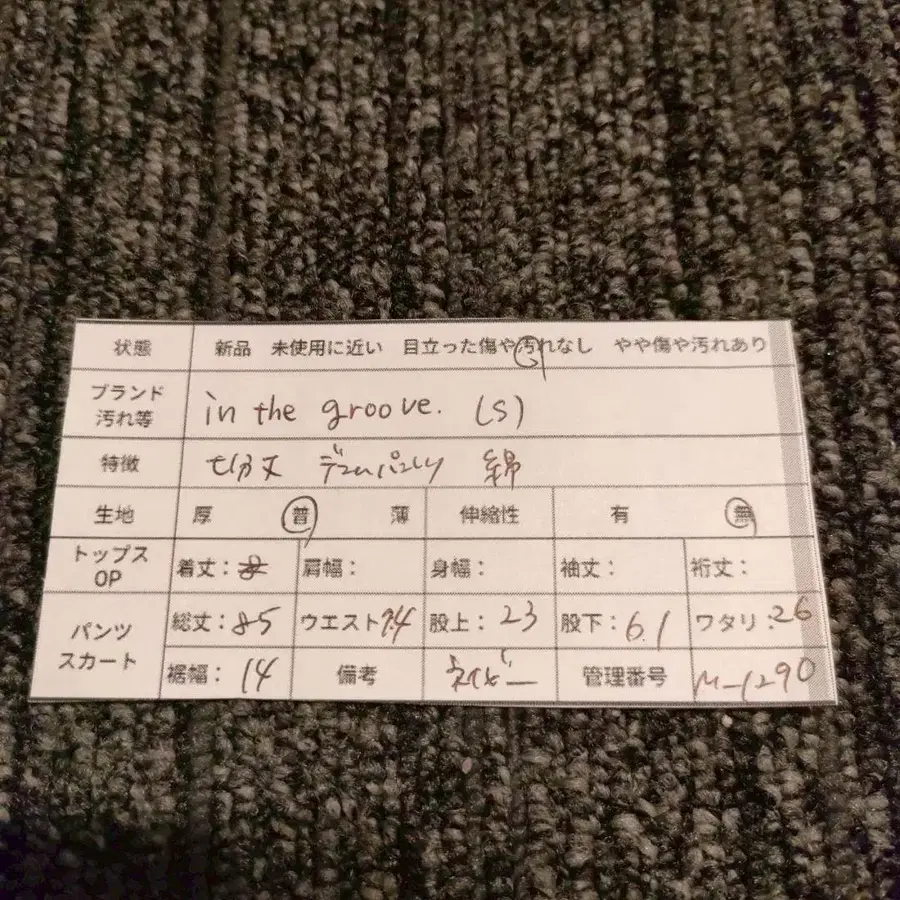 状態 新品 未使用に近い 目立った傷や汚れなし やや傷や汚れあり
ブランド 汚れ等 in the groove. (S)
特徴 七分丈 デニムパンツ 綿
生地 厚 普 薄 伸縮性 有 無
トップス OP 着丈: 肩幅: 身幅: 袖丈: 裄丈:
パンツ スカート 総丈:85 ウエスト74 股上:23 股下:61 ワタリ:26
裾幅:14 備考 ネイビー 管理番号 M-1290